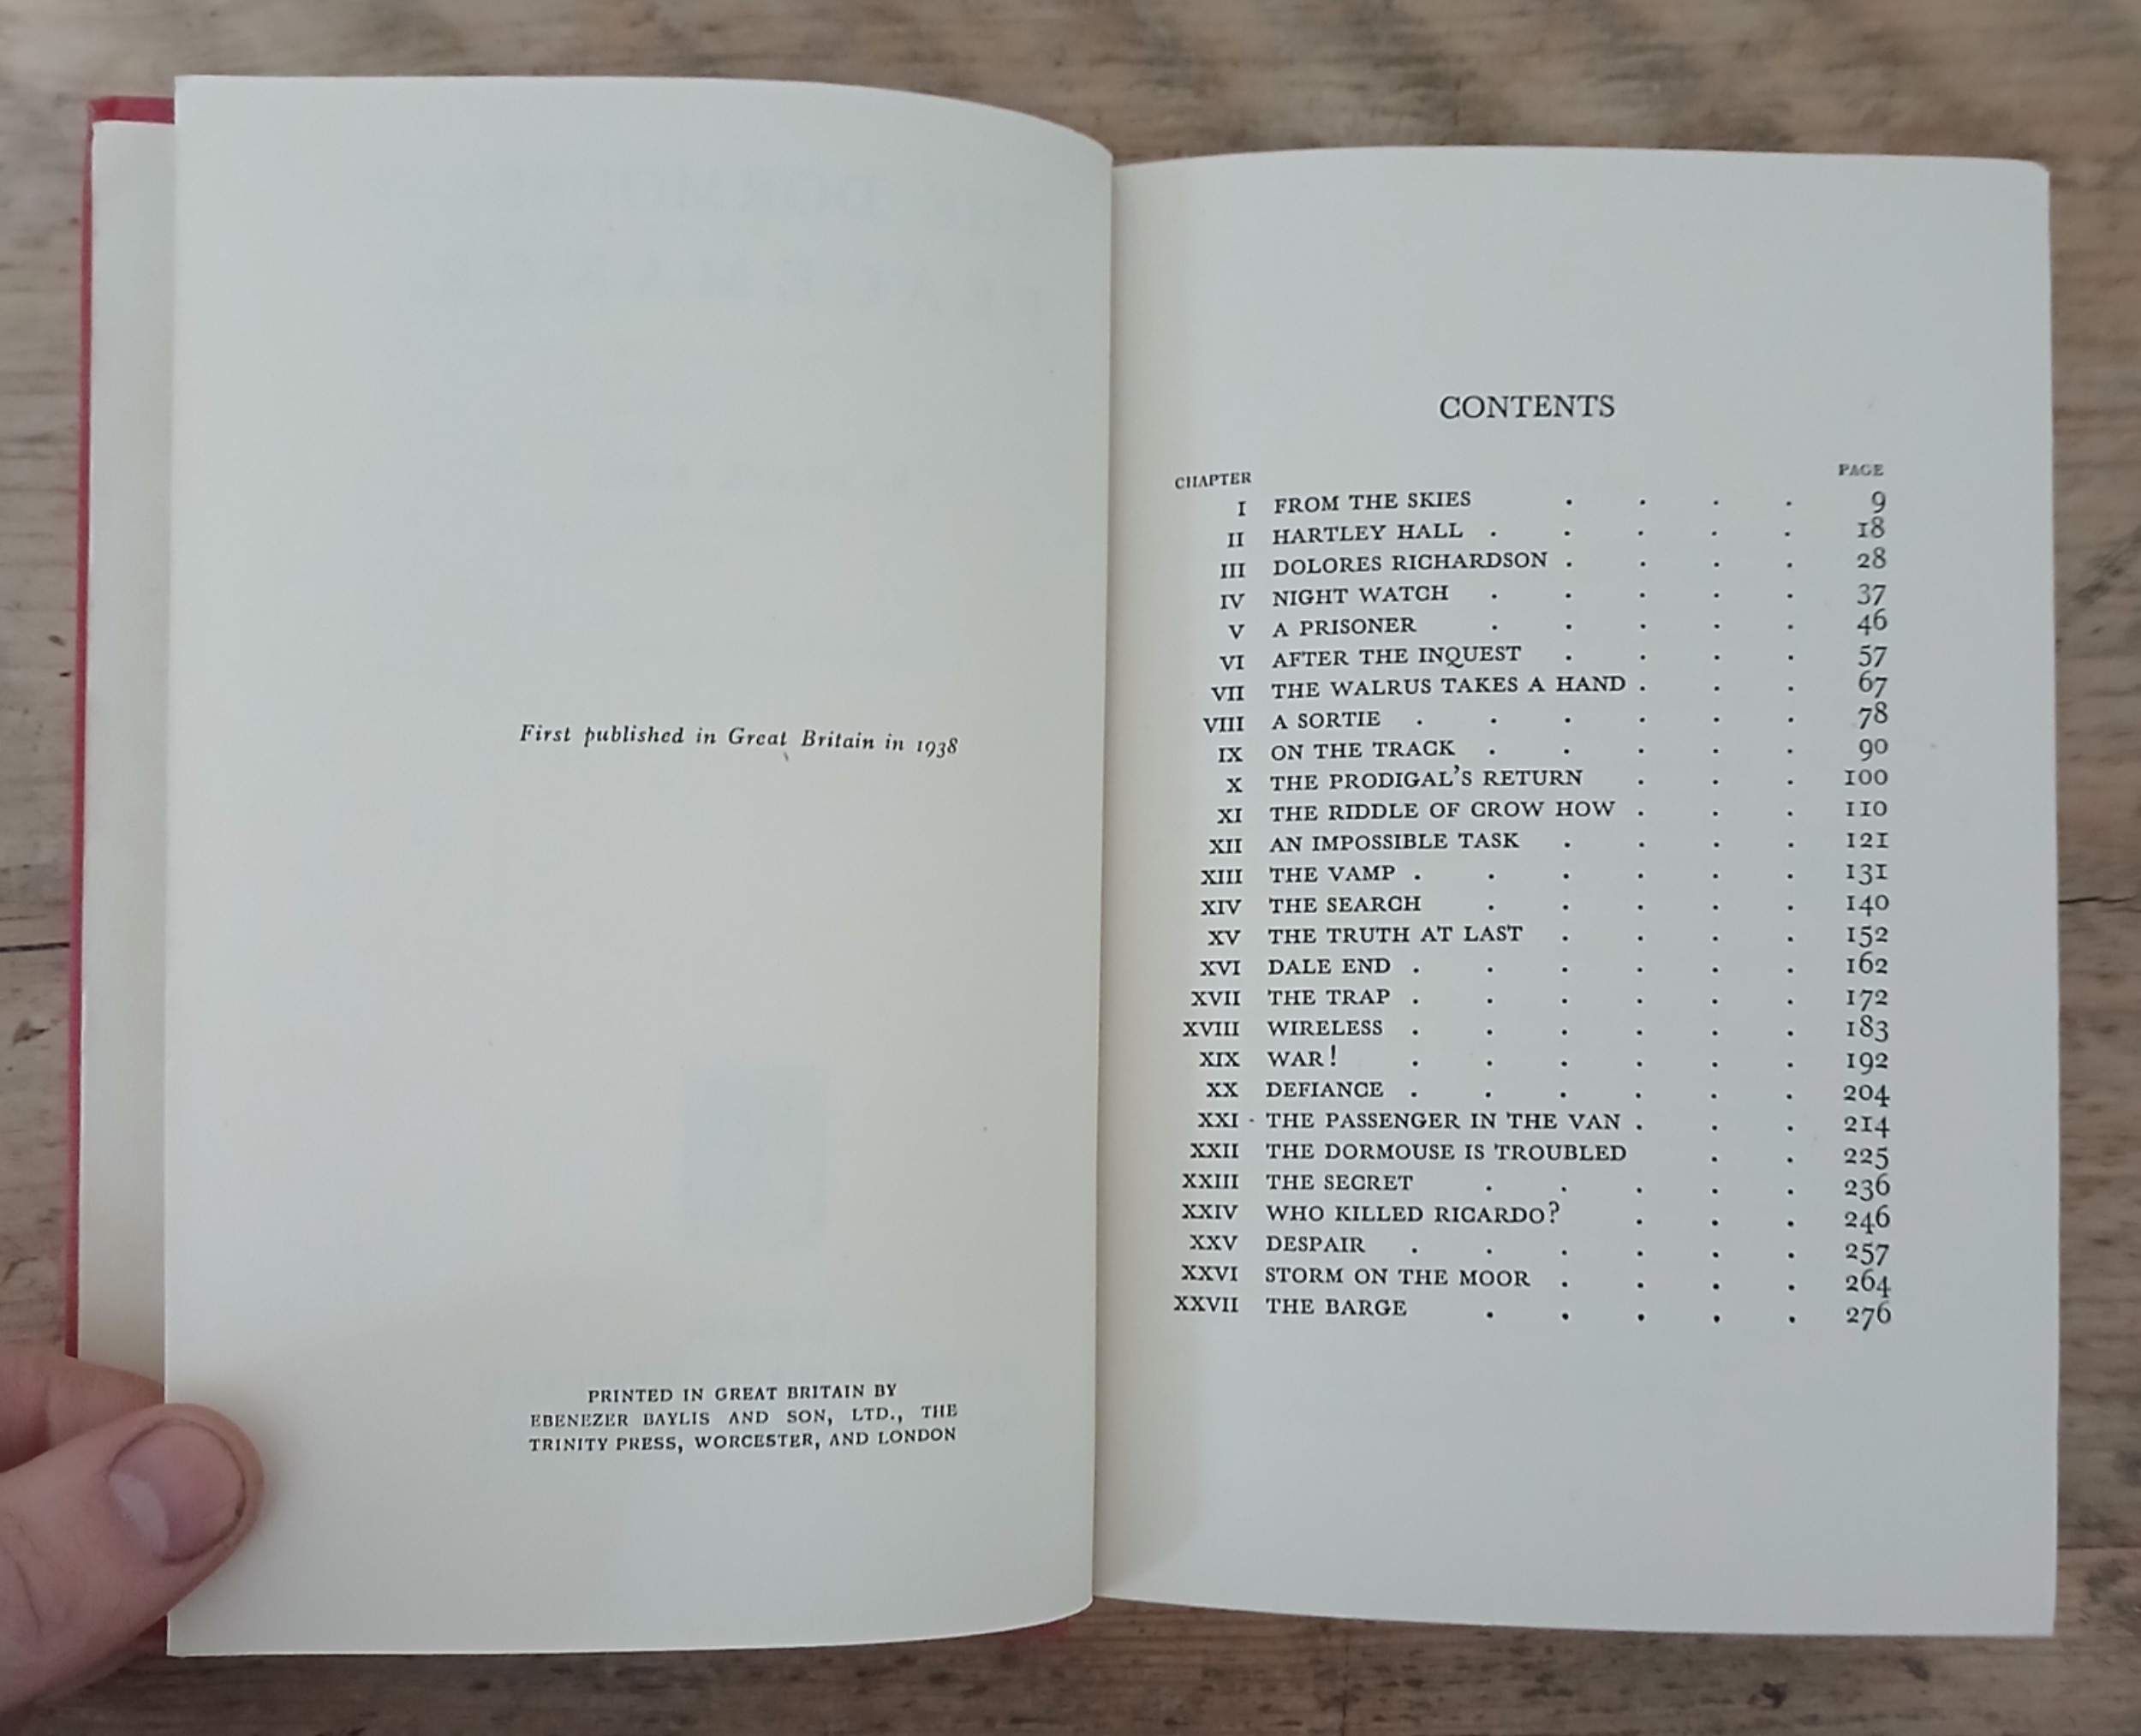 First published in Great Britain in 1938
PRINTED IN GREAT BRITAIN BY
EBENEZER BAYLIS AND SON, LTD., THE
TRINITY PRESS, WORCESTER, AND LONDON
CONTENTS
CHAPTER PAGE
I FROM THE SKIES . . . . 9
II HARTLEY HALL . . . . . 18
III DOLORES RICHARDSON . . . . 28
IV NIGHT WATCH . . . . . 37
V A PRISONER . . . . . 46
VI AFTER THE INQUEST . . . . 57
VII THE WALRUS TAKES A HAND . . . 67
VIII A SORTIE . . . . . . 78
IX ON THE TRACK . . . . . 90
X THE PRODIGAL'S RETURN . . . 100
XI THE RIDDLE OF CROW HOW . . . 110
XII AN IMPOSSIBLE TASK . . . . 121
XIII THE VAMP . . . . . . 131
XIV THE SEARCH . . . . . 140
XV THE TRUTH AT LAST . . . . 152
XVI DALE END . . . . . . 162
XVII THE TRAP . . . . . . 172
XVIII WIRELESS . . . . . . 183
XIX WAR! . . . . . . 192
XX DEFIANCE . . . . . . 204
XXI THE PASSENGER IN THE VAN . . . 214
XXII THE DORMOUSE IS TROUBLED . . 225
XXIII THE SECRET . . . . . 236
XXIV WHO KILLED RICARDO? . . . 246
XXV DESPAIR . . . . . . 257
XXVI STORM ON THE MOOR . . . . 264
XXVII THE BARGE . . . . . 276